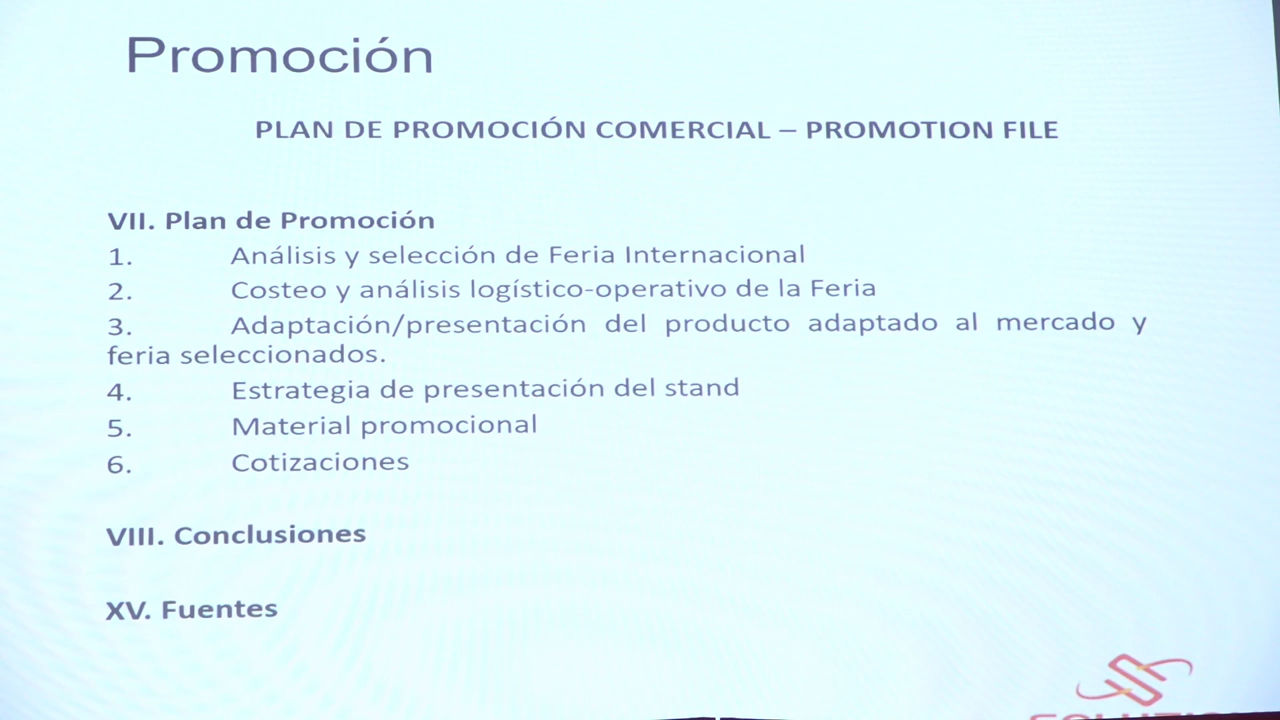 Promoción
PLAN DE PROMOCIÓN COMERCIAL – PROMOTION FILE
VII. Plan de Promoción
1. Análisis y selección de Feria Internacional
2. Costeo y análisis logístico-operativo de la Feria
3. Adaptación/presentación del producto adaptado al mercado y
feria seleccionados.
4. Estrategia de presentación del stand
5. Material promocional
6. Cotizaciones
VIII. Conclusiones
XV. Fuentes